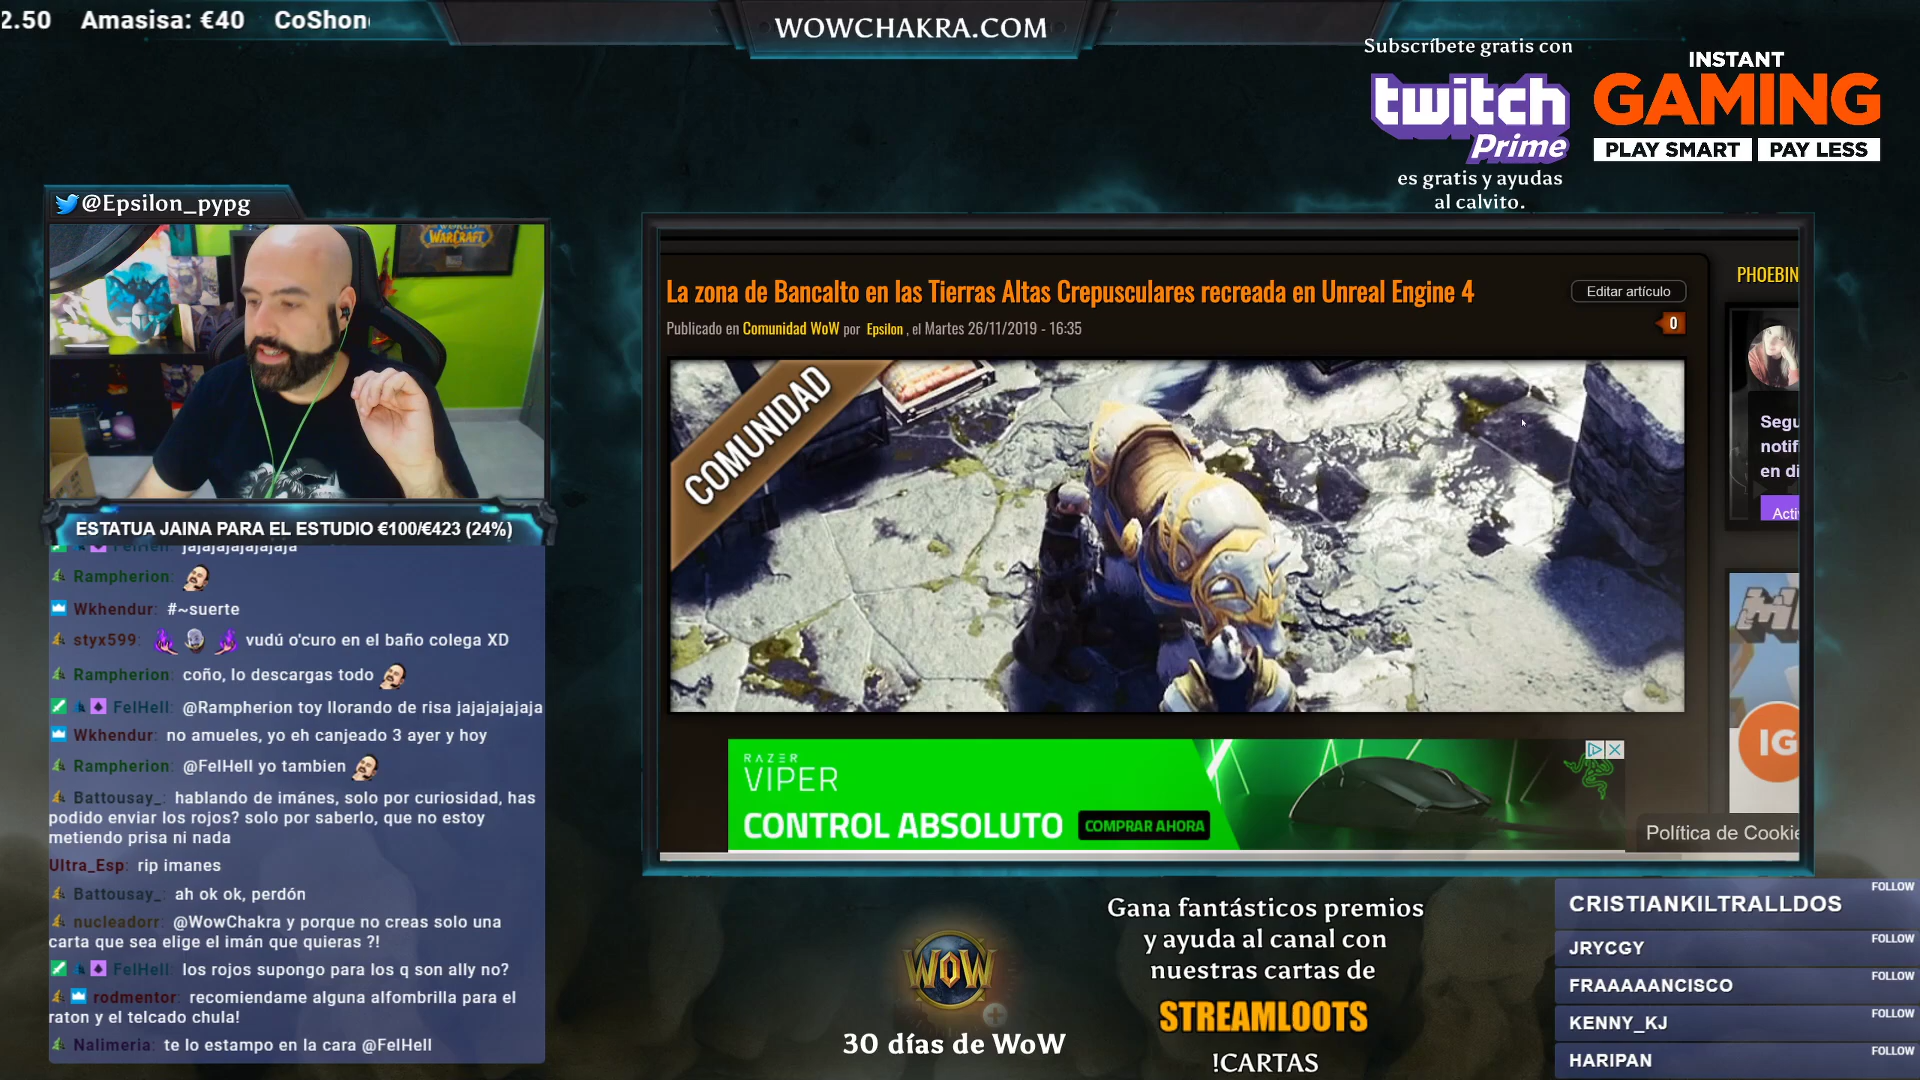 2.50 Amasisa: €40 CoShon
WOWCHAKRA.COM
Subscríbete gratis con
twitch
Prime
es gratis y ayudas
al calvito.
INSTANT
GAMING
PLAY SMART PAY LESS
@Epsilon_pypg
WORLD
WARCRAFT
ESTATUA JAINA PARA EL ESTUDIO €100/€423 (24%)
FelHell: jajajajajajajaja
Rampherion:
Wkhendur: #~suerte
styx599: vudú o'curo en el baño colega XD
Rampherion: coño, lo descargas todo
FelHell: @Rampherion toy llorando de risa jajajajajaja
Wkhendur: no amueles, yo eh canjeado 3 ayer y hoy
Rampherion: @FelHell yo tambien
Battousay_: hablando de imánes, solo por curiosidad, has
podido enviar los rojos? solo por saberlo, que no estoy
metiendo prisa ni nada
Ultra_Esp: rip imanes
Battousay_: ah ok ok, perdón
nucleadorr: @WowChakra y porque no creas solo una
carta que sea elige el imán que quieras ?!
FelHell: los rojos supongo para los q son ally no?
rodmentor: recomiendame alguna alfombrilla para el
raton y el telcado chula!
Nalimeria: te lo estampo en la cara @FelHell
La zona de Bancalto en las Tierras Altas Crepusculares recreada en Unreal Engine 4
Editar artículo
Publicado en Comunidad WoW por Epsilon , el Martes 26/11/2019 - 16:35
0
COMUNIDAD
RAZER
VIPER
CONTROL ABSOLUTO COMPRAR AHORA
PHOEBIN
Segu
notif
en di
Acti
IG
Política de Cookie
WOW
30 días de WoW
Gana fantásticos premios
y ayuda al canal con
nuestras cartas de
STREAMLOOTS
!CARTAS
CRISTIANKILTRALLDOS FOLLOW
JRYCGY FOLLOW
FRAAAAANCISCO FOLLOW
KENNY_KJ FOLLOW
HARIPAN FOLLOW